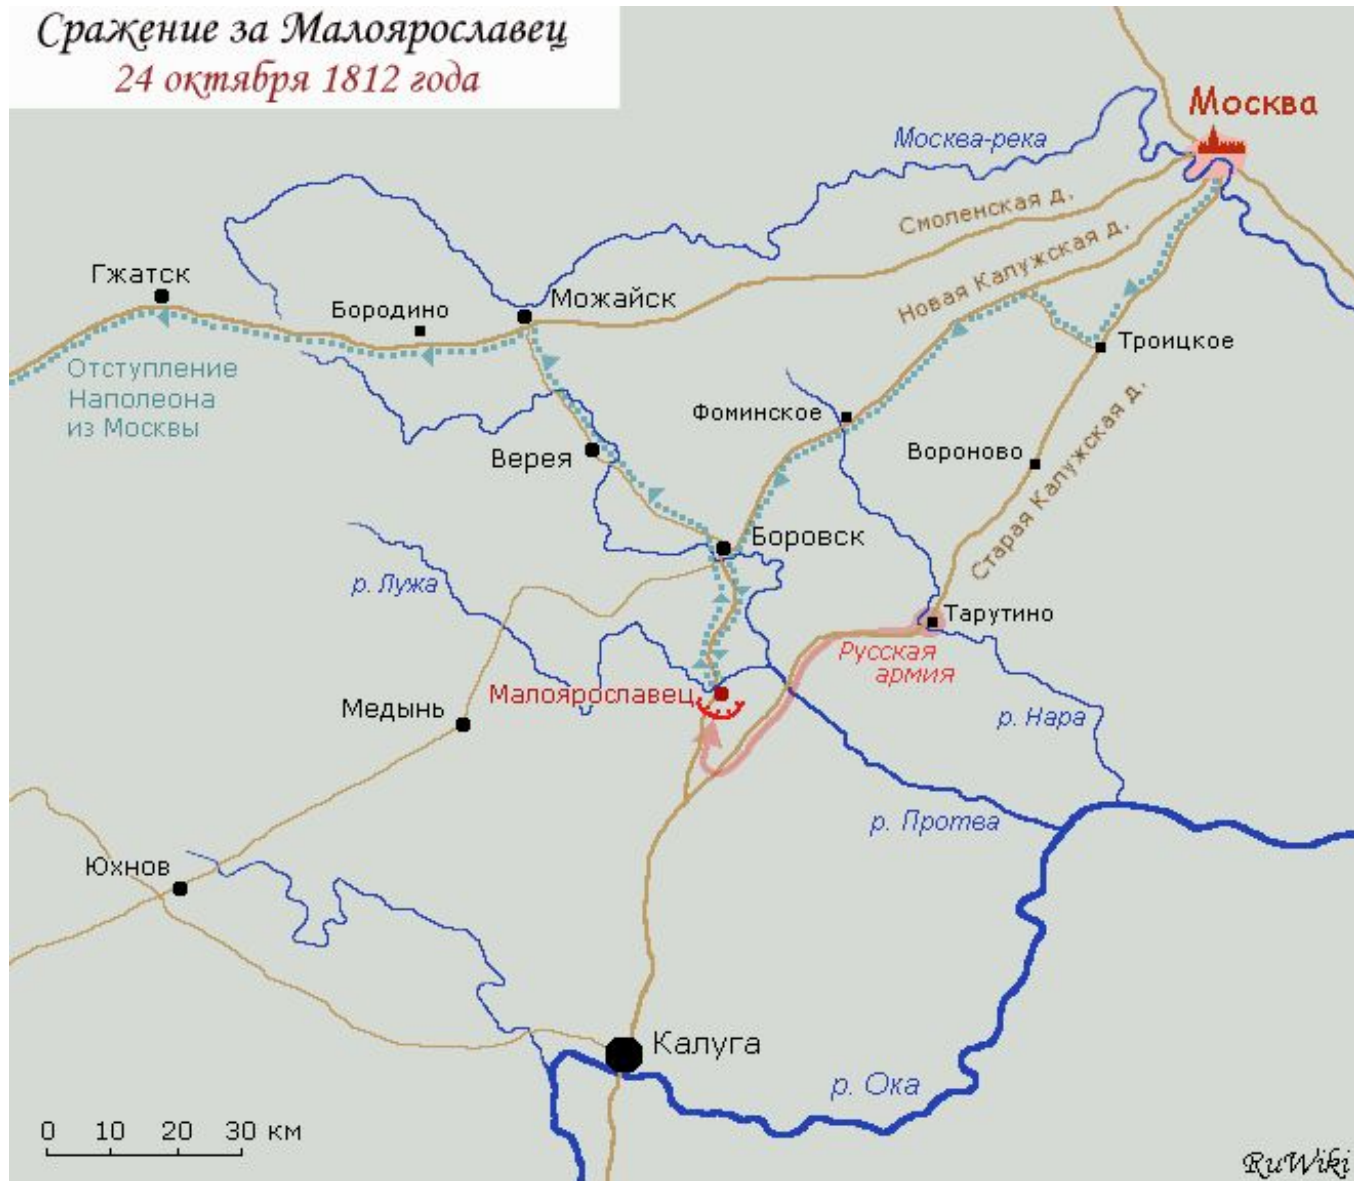 Сражение за Малоярославец
24 октября 1812 года
Москва
Москва-река
Смоленская д.
Новая Калужская д.
Гжатск
Можайск
Бородино
Троицкое
Отступление
Наполеона
из Москвы
Фоминское
Старая Калужская д.
Верея
Вороново
Боровск
р. Лужа
Тарутино
Русская
армия
Малоярославец
Медынь
р. Нара
р. Протва
Юхнов
Калуга
р. Ока
0 10 20 30 км
RuWiki